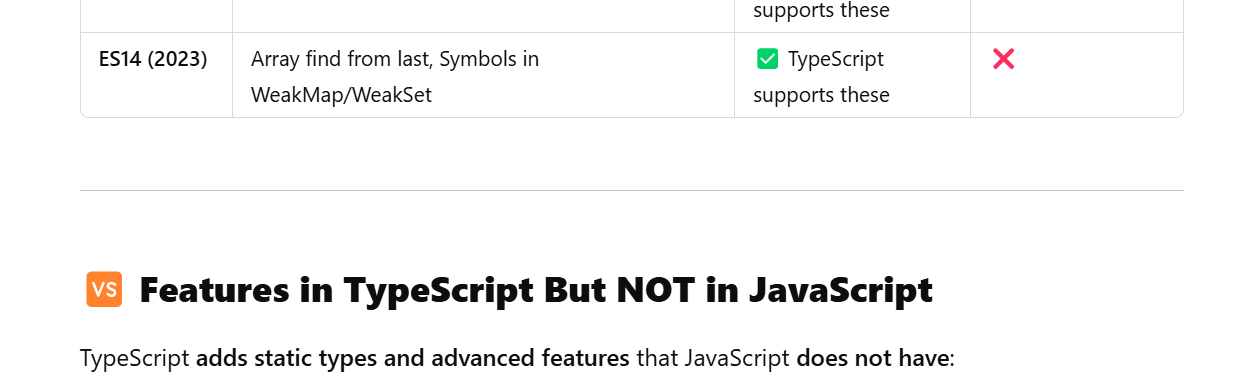 supports these
ES14 (2023) Array find from last, Symbols in ✅ TypeScript ❌
WeakMap/WeakSet supports these
🆚 Features in TypeScript But NOT in JavaScript
TypeScript adds static types and advanced features that JavaScript does not have: